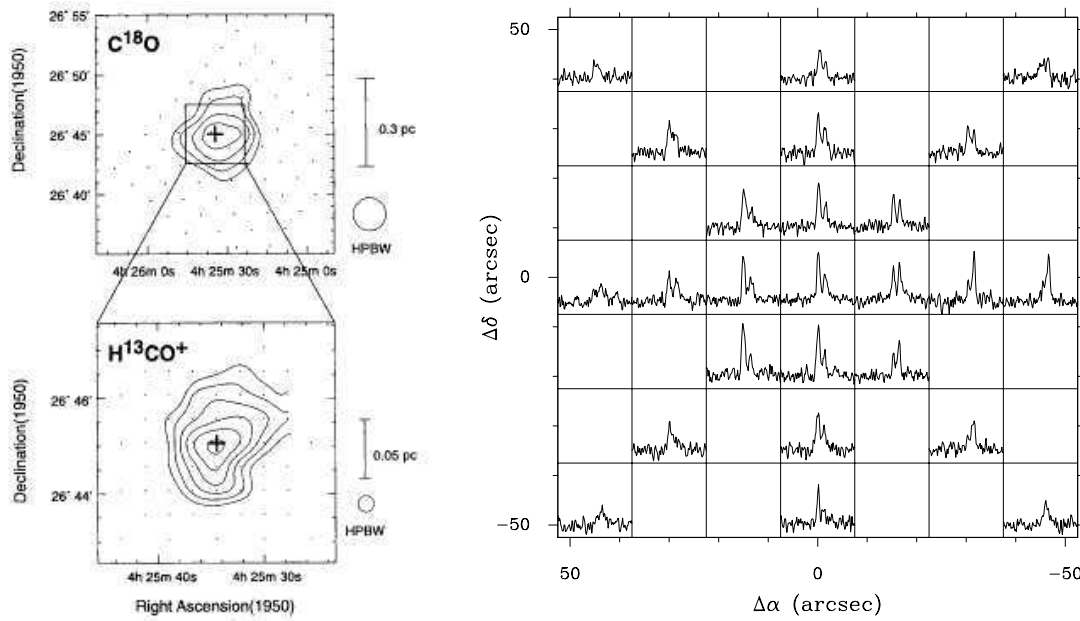 C18O
26° 55'
26° 50'
26° 45'
26° 40'
Declination(1950)
0.3 pc
HPBW
4h 26m 0s 4h 25m 30s 4h 25m 0s
H13CO+
26° 46'
26° 44'
Declination(1950)
0.05 pc
HPBW
4h 25m 40s 4h 25m 30s
Right Ascension(1950)
50
0
−50
Δδ (arcsec)
50 0 −50
Δα (arcsec)